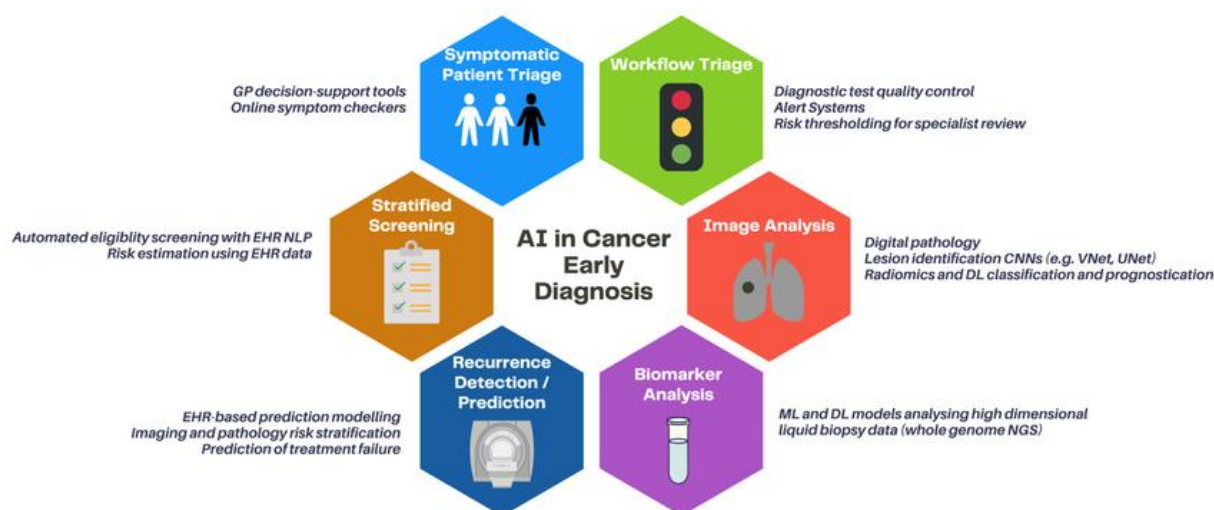 Symptomatic
Patient Triage
GP decision-support tools
Online symptom checkers
Workflow Triage
Diagnostic test quality control
Alert Systems
Risk thresholding for specialist review
Stratified
Screening
Automated eligiblity screening with EHR NLP
Risk estimation using EHR data
AI in Cancer
Early
Diagnosis
Image Analysis
Digital pathology
Lesion identification CNNs (e.g. VNet, UNet)
Radiomics and DL classification and prognostication
Recurrence
Detection /
Prediction
EHR-based prediction modelling
Imaging and pathology risk stratification
Prediction of treatment failure
Biomarker
Analysis
ML and DL models analysing high dimensional
liquid biopsy data (whole genome NGS)